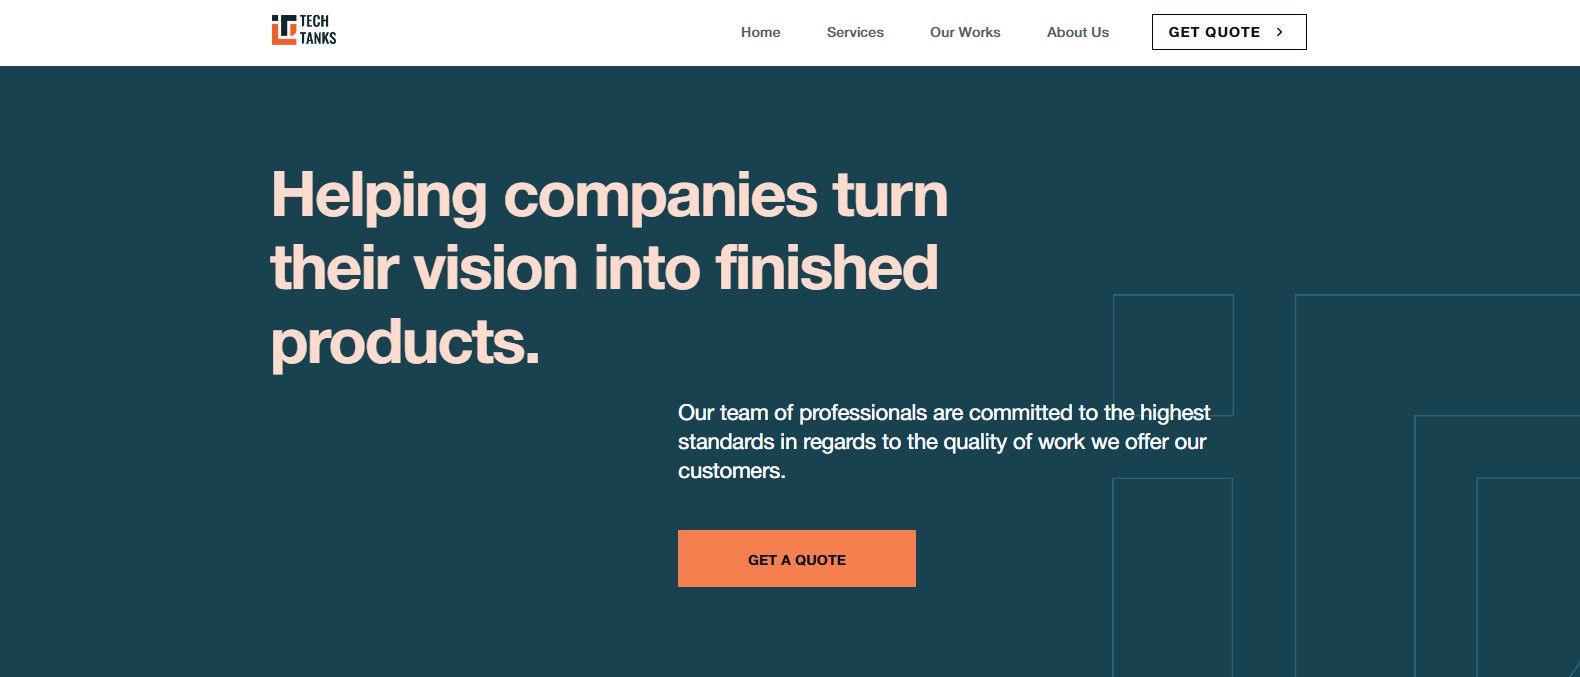 TECH
TANKS
Home Services Our Works About Us GET QUOTE
Helping companies turn
their vision into finished
products.
Our team of professionals are committed to the highest
standards in regards to the quality of work we offer our
customers.
GET A QUOTE